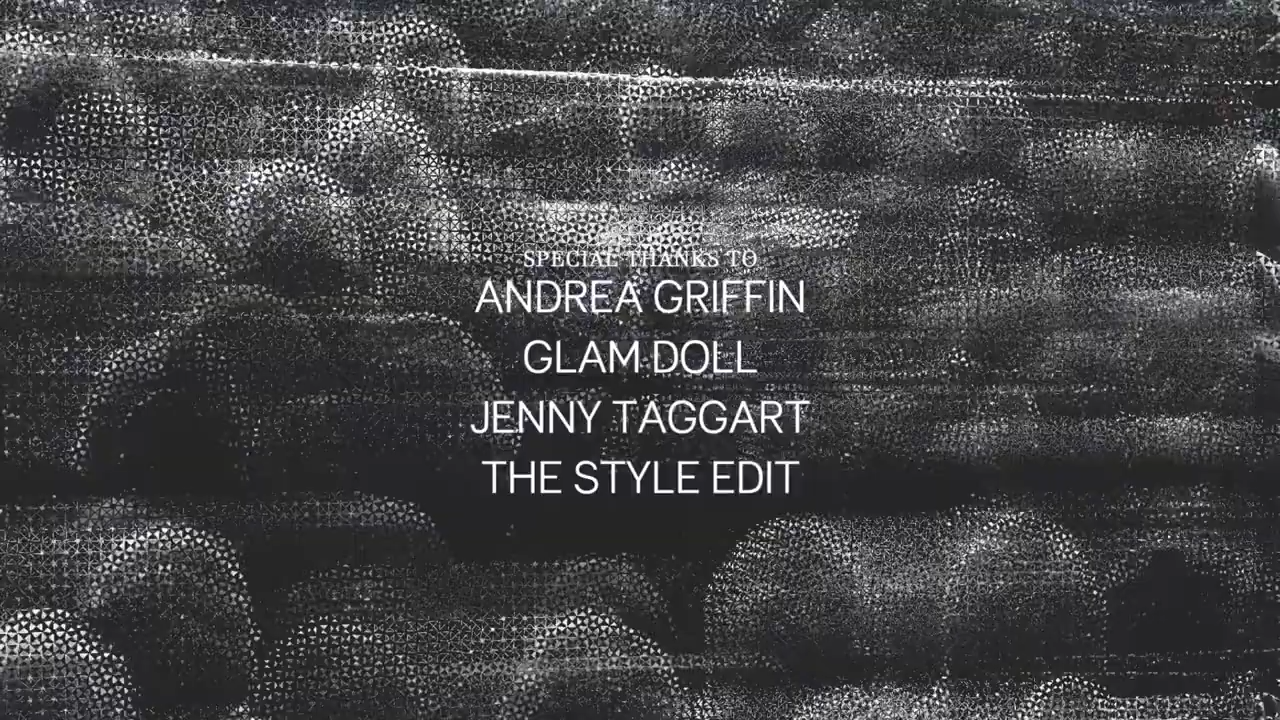 SPECIAL THANKS TO
ANDREA GRIFFIN
GLAM DOLL
JENNY TAGGART
THE STYLE EDIT